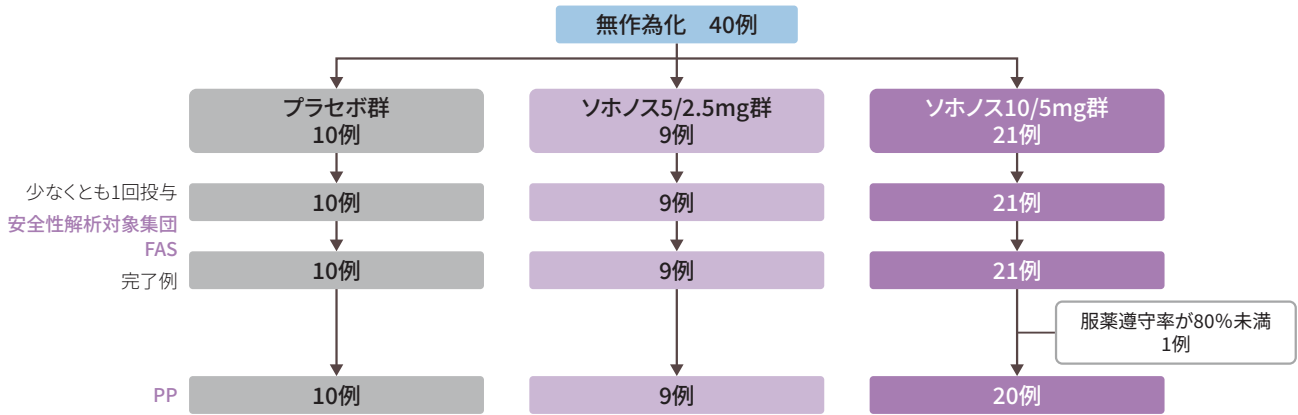 無作為化　40例
プラセボ群
10例
ソホノス5/2.5mg群
9例
ソホノス10/5mg群
21例
少なくとも1回投与
10例
9例
21例
安全性解析対象集団
FAS
完了例
10例
9例
21例
服薬遵守率が80%未満
1例
PP
10例
9例
20例